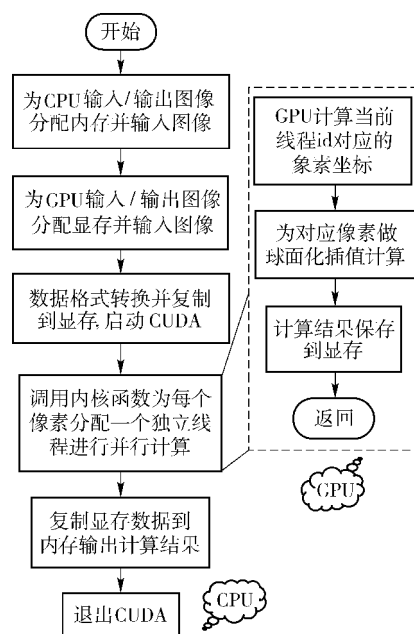 开始
为CPU输入/输出图像
分配内存并输入图像
为GPU输入/输出图像
分配显存并输入图像
数据格式转换并复制
到显存,启动CUDA
调用内核函数为每个
像素分配一个独立线
程进行并行计算
复制显存数据到
内存输出计算结果
退出CUDA
CPU
GPU计算当前
线程id对应的
象素坐标
为对应像素做
球面化插值计算
计算结果保存
到显存
返回
GPU